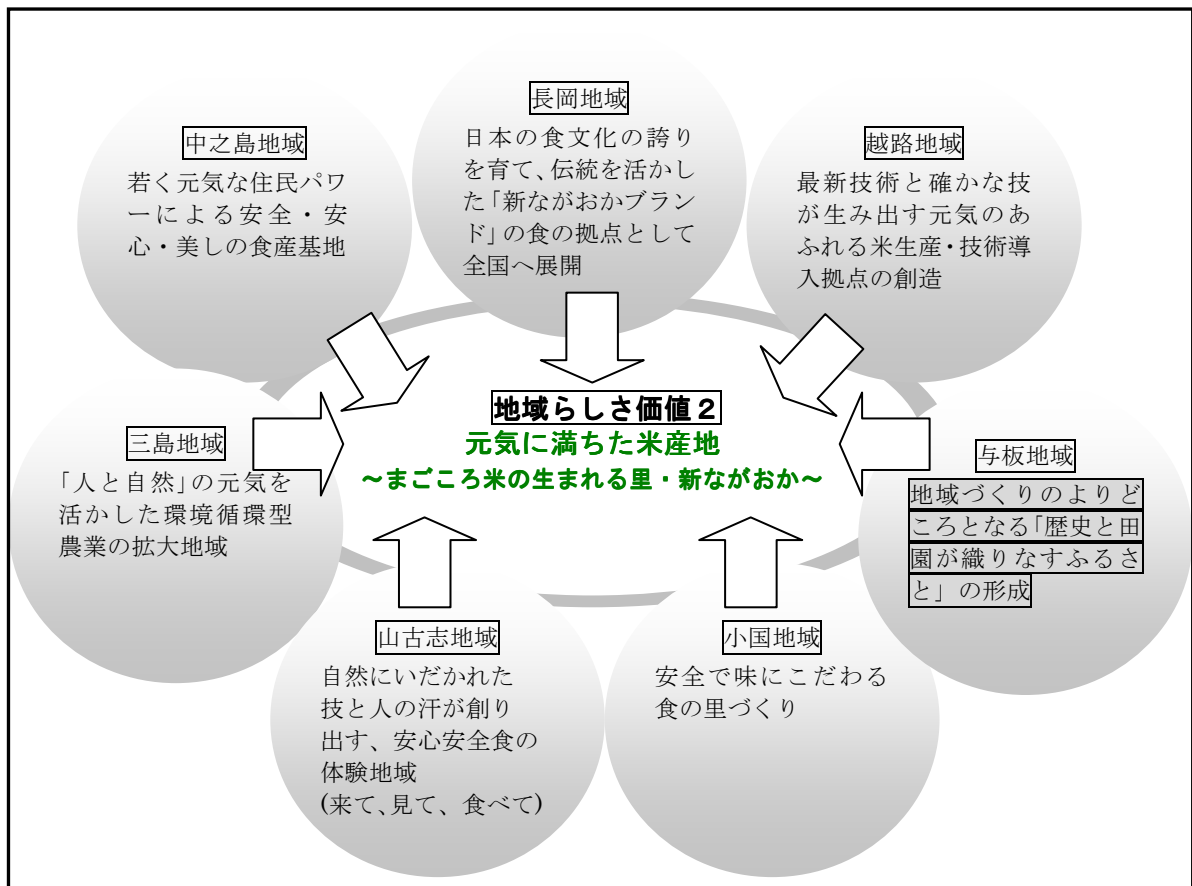 長岡地域
日本の食文化の誇り
を育て、伝統を活かし
た「新ながおかブラン
ド」の食の拠点として
全国へ展開
中之島地域
若く元気な住民パワ
ーによる安全・安
心・美しの食産基地
越路地域
最新技術と確かな技
が生み出す元気のあ
ふれる米生産・技術導
入拠点の創造
地域らしさ価値2
元気に満ちた米産地
~まごころ米の生まれる里・新ながおか~
三島地域
「人と自然」の元気を
活かした環境循環型
農業の拡大地域
与板地域
地域づくりのよりど
ころとなる「歴史と田
園が織りなすふるさ
と」の形成
山古志地域
自然にいだかれた
技と人の汗が創り
出す、安心安全食の
体験地域
(来て、見て、食べて)
小国地域
安全で味にこだわる
食の里づくり